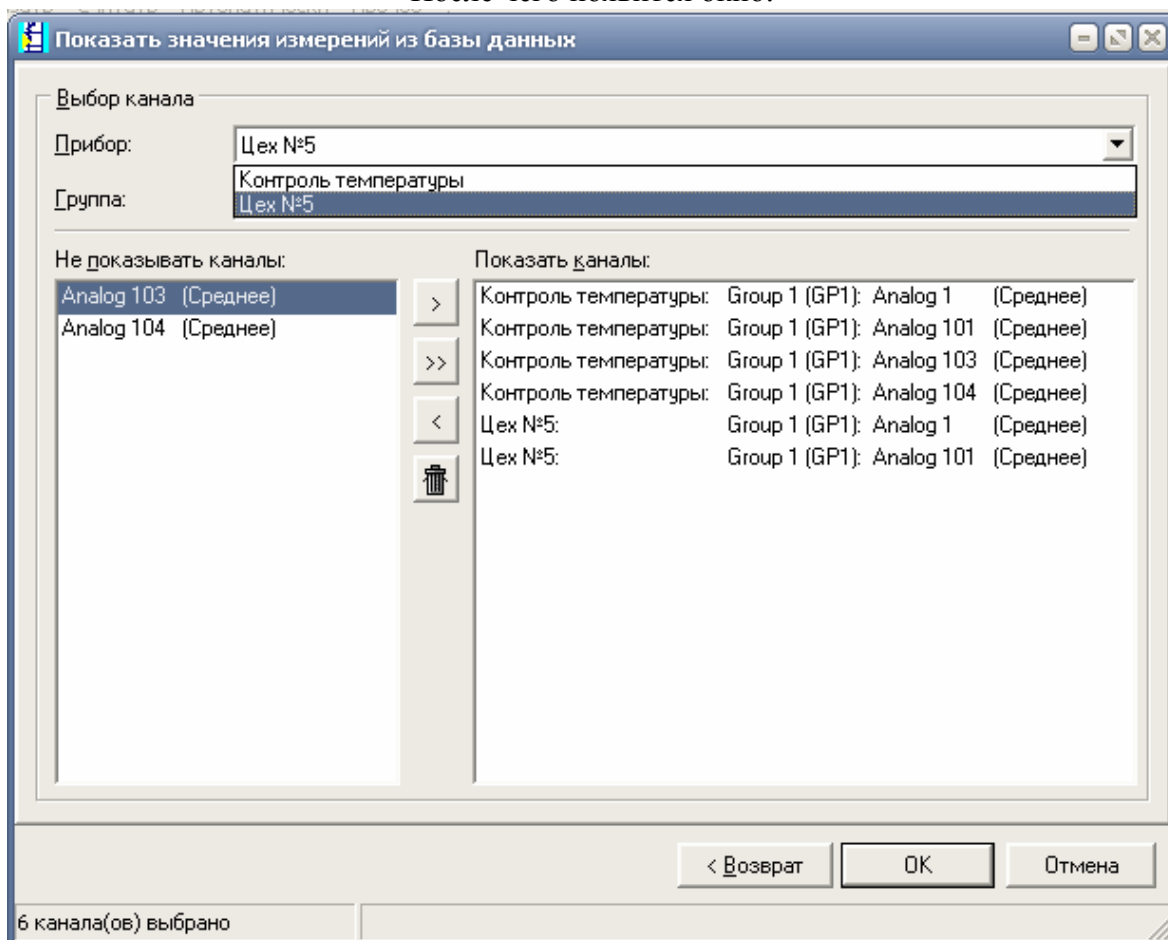 После чего появится окно:
Показать значения измерений из базы данных
Выбор канала
Прибор:
Цех №5
Контроль температуры
Группа:
Цех №5
Не показывать каналы:
Показать каналы:
Analog 103 (Среднее)
Analog 104 (Среднее)
>
>>
<
Контроль температуры: Group 1 (GP1): Analog 1 (Среднее)
Контроль температуры: Group 1 (GP1): Analog 101 (Среднее)
Контроль температуры: Group 1 (GP1): Analog 103 (Среднее)
Контроль температуры: Group 1 (GP1): Analog 104 (Среднее)
Цех №5: Group 1 (GP1): Analog 1 (Среднее)
Цех №5: Group 1 (GP1): Analog 101 (Среднее)
< Возврат
OK
Отмена
6 канала(ов) выбрано